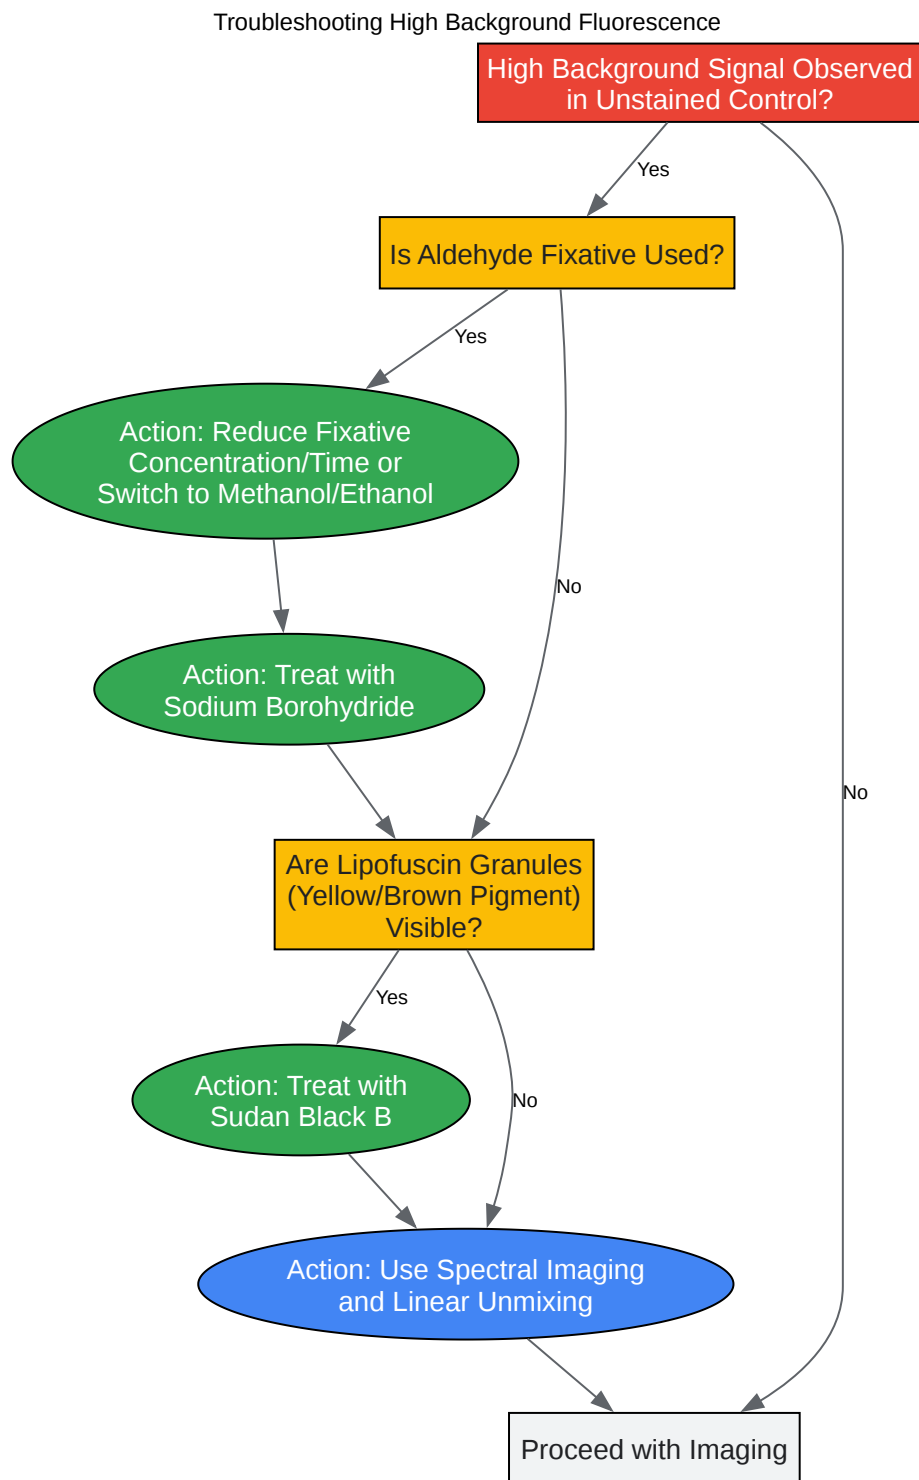 Troubleshooting High Background Fluorescence
High Background Signal Observed
in Unstained Control?
Yes
Is Aldehyde Fixative Used?
Yes
Action: Reduce Fixative
Concentration/Time or
Switch to Methanol/Ethanol
No
Action: Treat with
Sodium Borohydride
No
Are Lipofuscin Granules
(Yellow/Brown Pigment)
Visible?
Yes
Action: Treat with
Sudan Black B
No
Action: Use Spectral Imaging
and Linear Unmixing
Proceed with Imaging